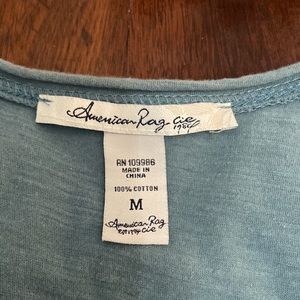 American Rag cie
1984
RN 109986
MADE IN
CHINA
100% COTTON
M
American Rag
cie